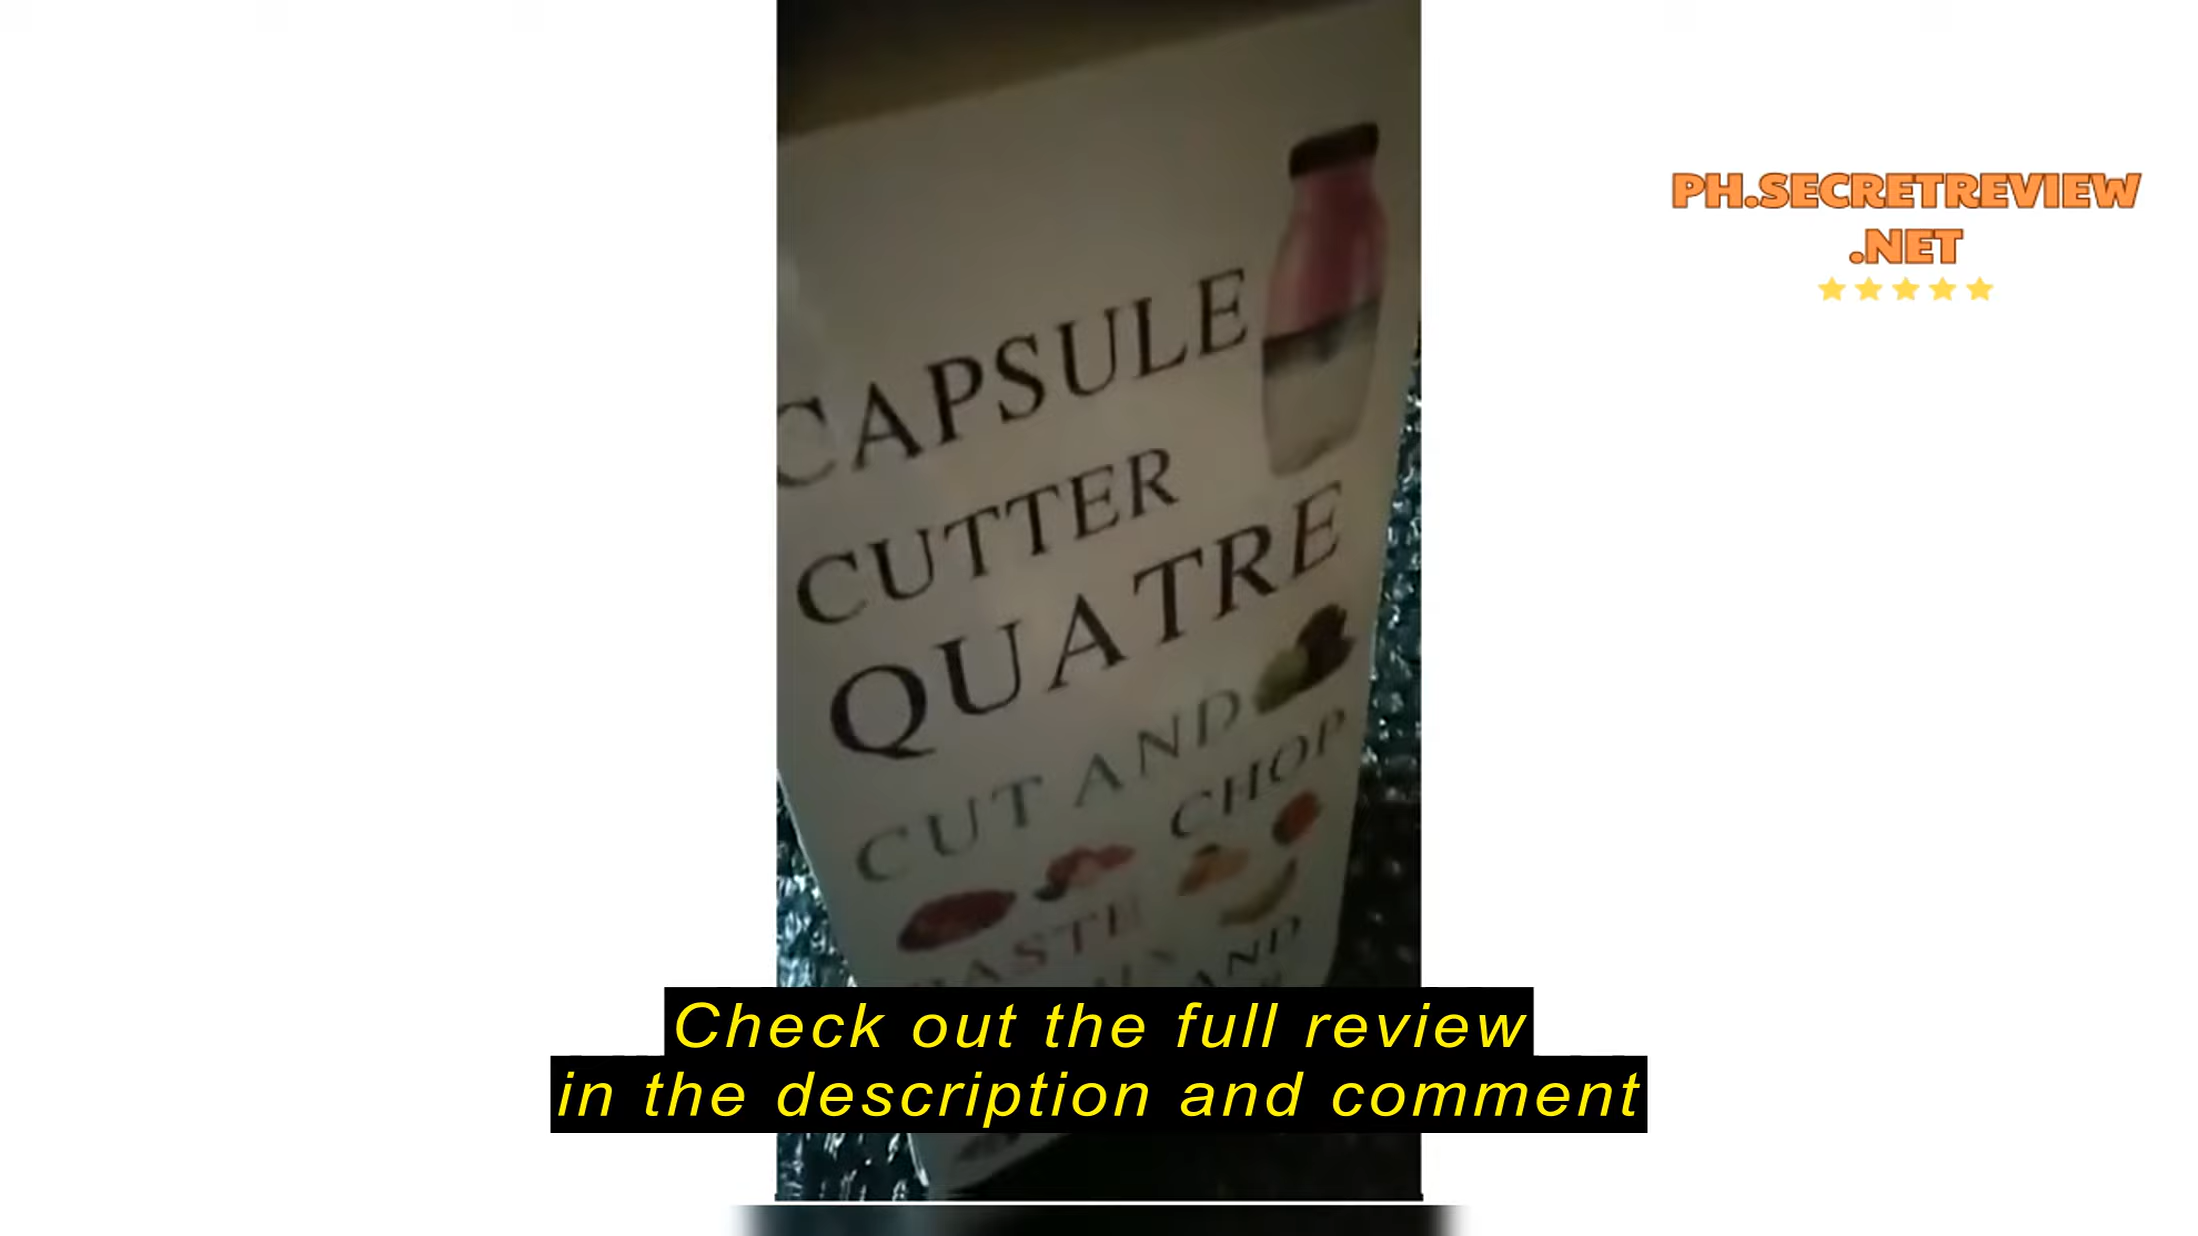 PH.SECRETREVIEW
.NET
CAPSULE
CUTTER
QUATRE
CUT AND
CHOP
AND
Check out the full review
in the description and comment